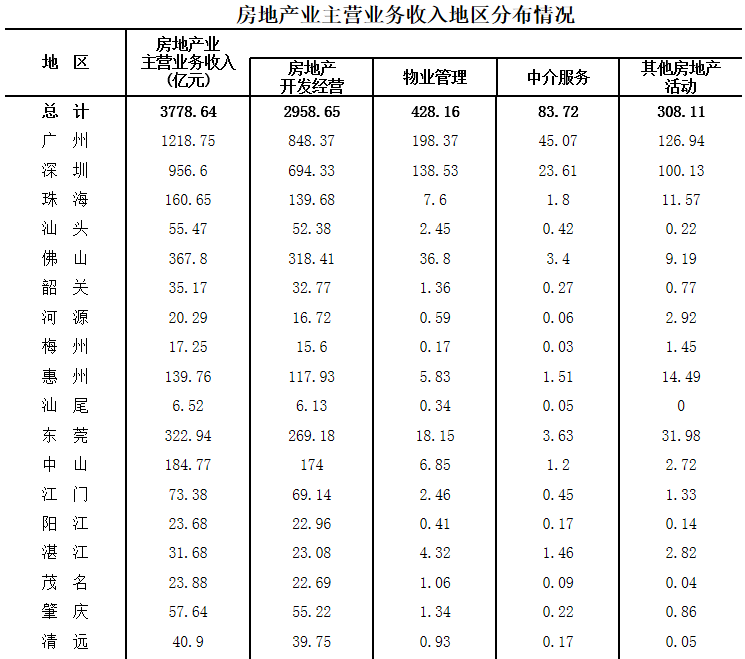 房地产业主营业务收入地区分布情况
地 区 房地产业主营业务收入(亿元) 房地产开发经营 物业管理 中介服务 其他房地产活动
总 计 3778.64 2958.65 428.16 83.72 308.11
广 州 1218.75 848.37 198.37 45.07 126.94
深 圳 956.6 694.33 138.53 23.61 100.13
珠 海 160.65 139.68 7.6 1.8 11.57
汕 头 55.47 52.38 2.45 0.42 0.22
佛 山 367.8 318.41 36.8 3.4 9.19
韶 关 35.17 32.77 1.36 0.27 0.77
河 源 20.29 16.72 0.59 0.06 2.92
梅 州 17.25 15.6 0.17 0.03 1.45
惠 州 139.76 117.93 5.83 1.51 14.49
汕 尾 6.52 6.13 0.34 0.05 0
东 莞 322.94 269.18 18.15 3.63 31.98
中 山 184.77 174 6.85 1.2 2.72
江 门 73.38 69.14 2.46 0.45 1.33
阳 江 23.68 22.96 0.41 0.17 0.14
湛 江 31.68 23.08 4.32 1.46 2.82
茂 名 23.88 22.69 1.06 0.09 0.04
肇 庆 57.64 55.22 1.34 0.22 0.86
清 远 40.9 39.75 0.93 0.17 0.05